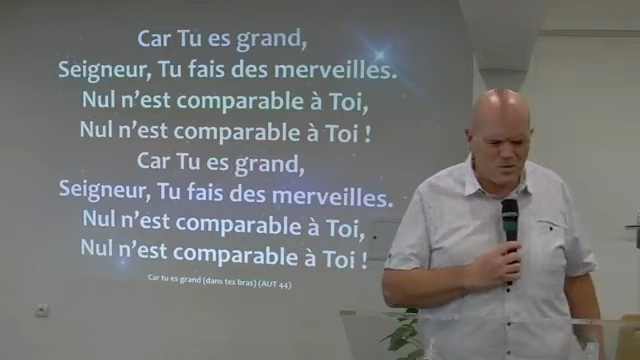 Car Tu es grand,
Seigneur, Tu fais des merveilles.
Nul n'est comparable à Toi,
Nul n'est comparable à Toi !
Car Tu es grand,
Seigneur, Tu fais des merveilles.
Nul n'est comparable à Toi,
Nul n'est comparable à Toi !
Car tu es grand (dans tes bras) (AUT 44)